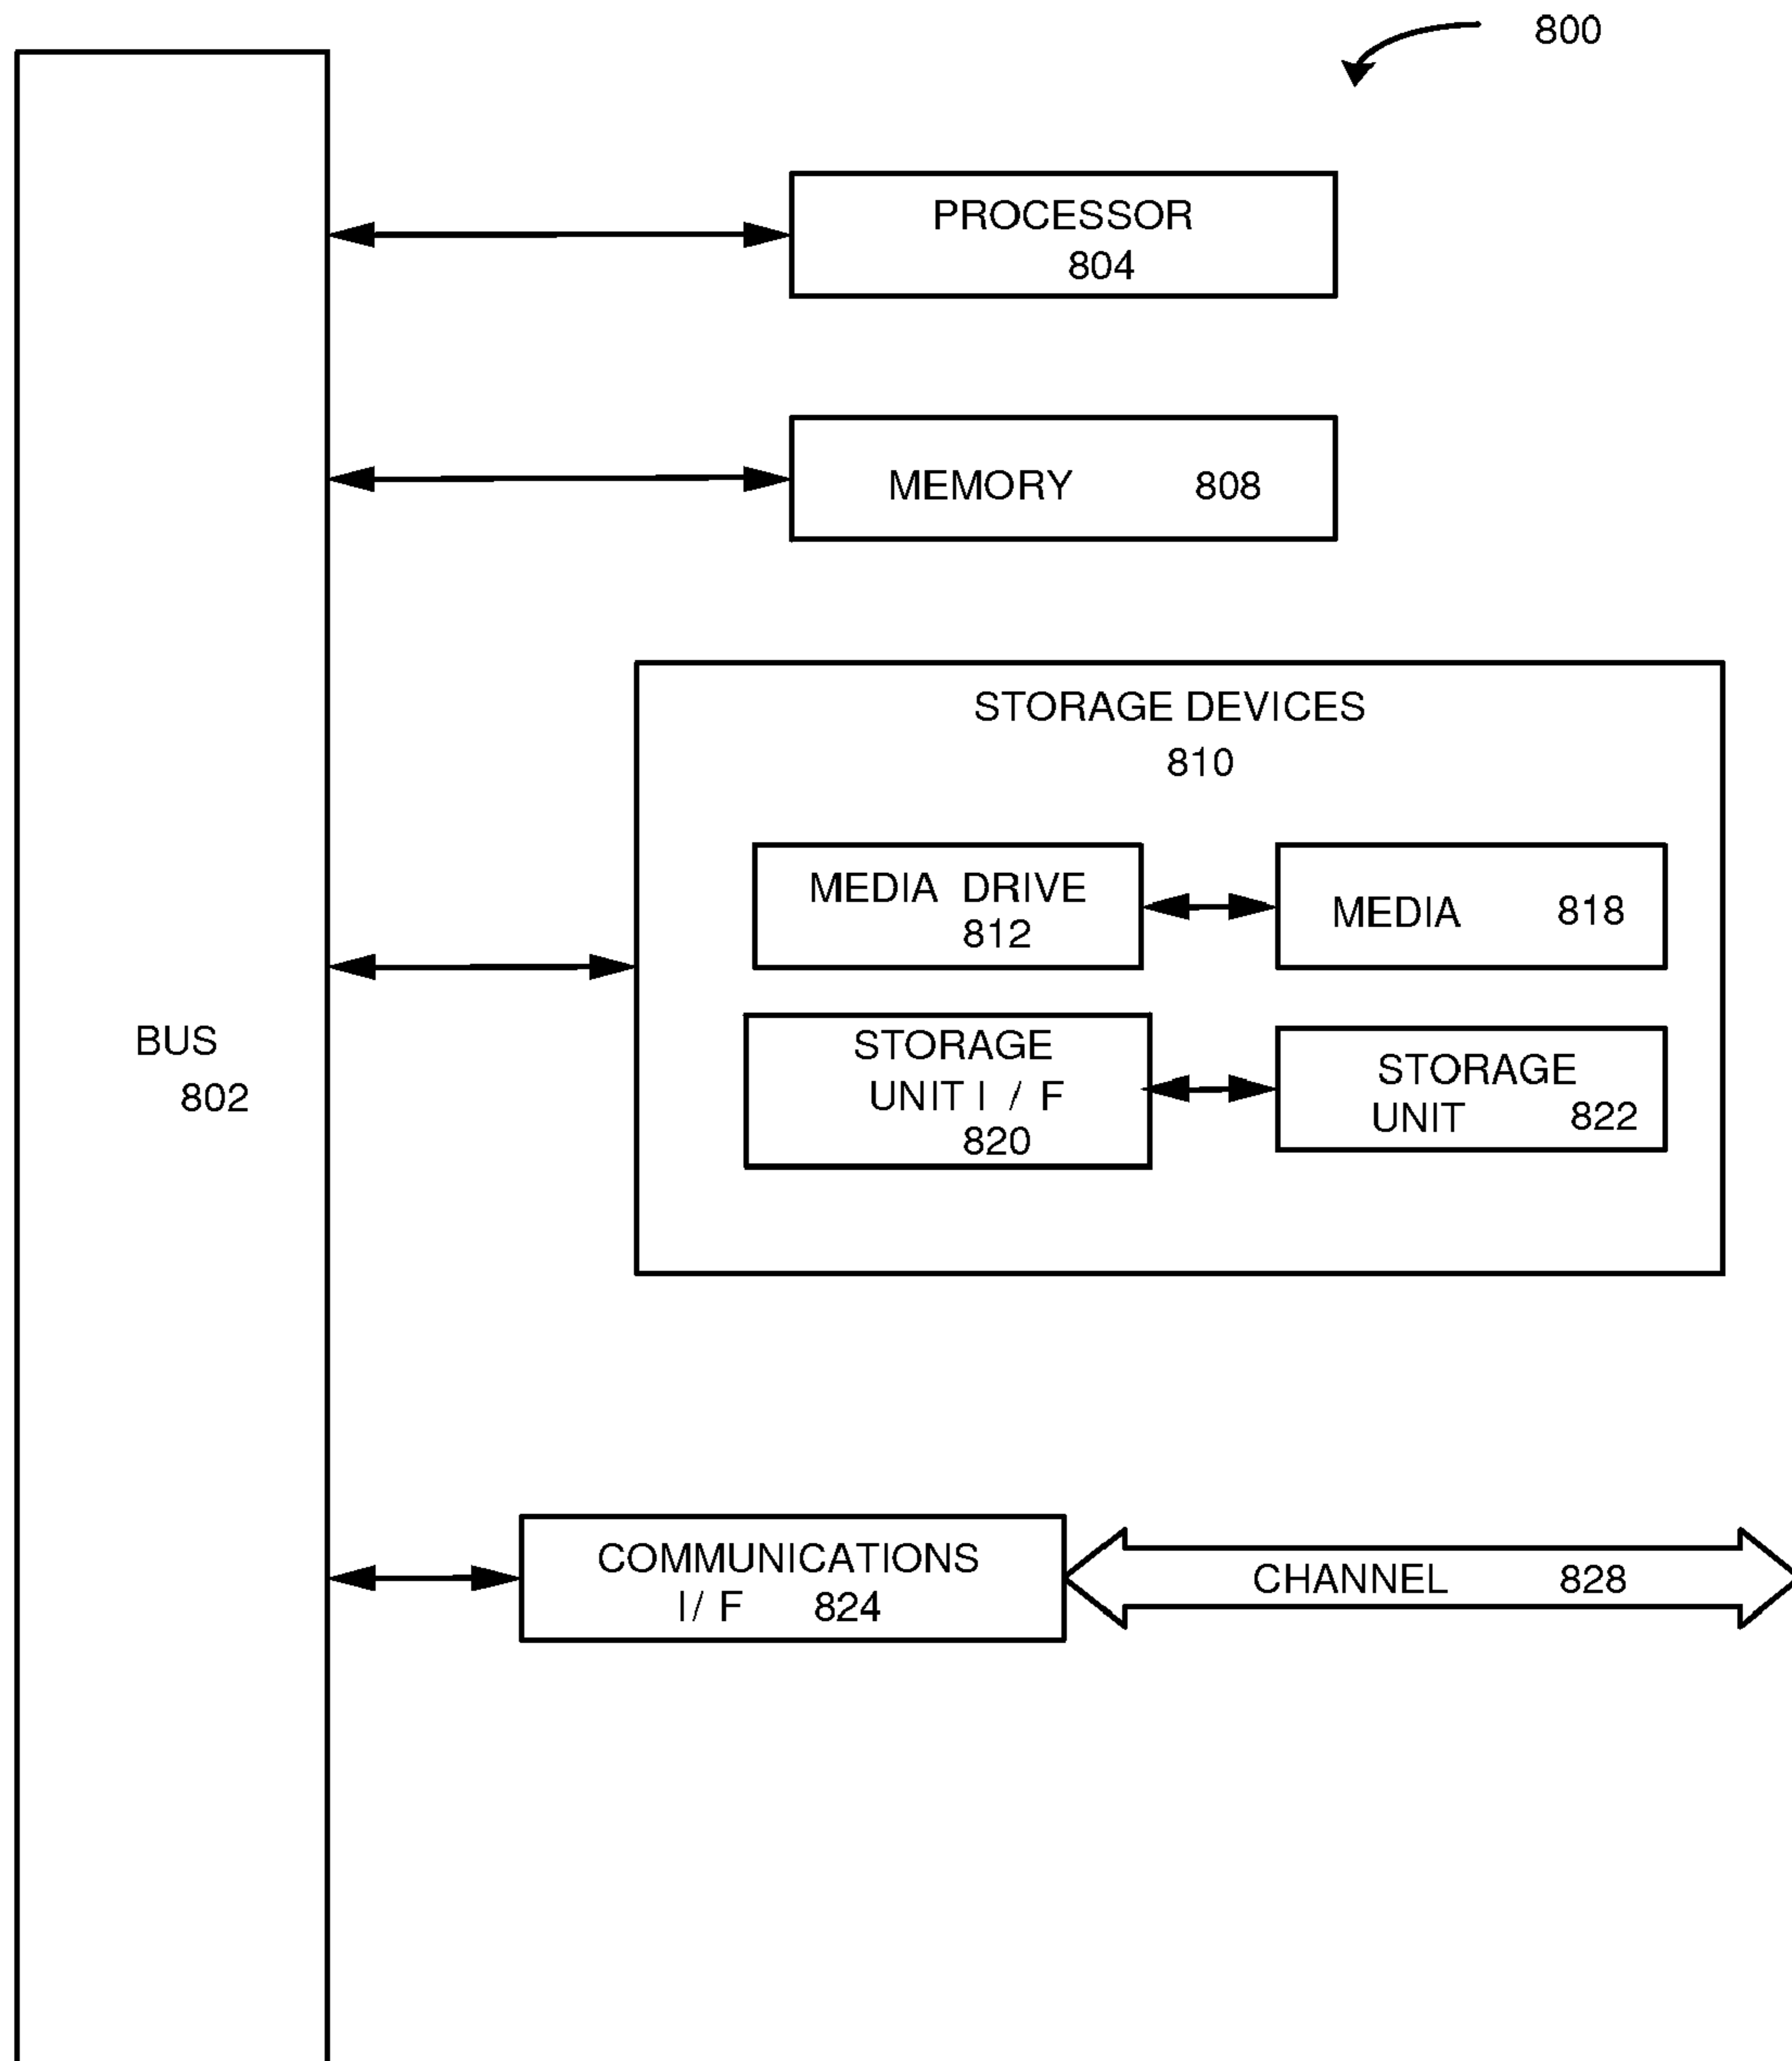 800
PROCESSOR
804
MEMORY 808
STORAGE DEVICES
810
MEDIA DRIVE
812
MEDIA 818
STORAGE
UNIT I / F
820
STORAGE
UNIT 822
BUS
802
COMMUNICATIONS
I / F 824
CHANNEL 828